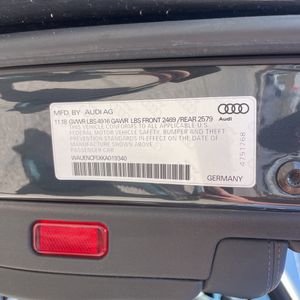 MFD. BY: AUDI AG
11.18 GVWR LBS 4916 GAWR LBS FRONT 2469 /REAR 2579
THIS VEHICLE CONFORMS TO ALL APPLICABLE U.S.
FEDERAL MOTOR VEHICLE SAFETY, BUMPER AND THEFT
PREVENTION STANDARDS IN EFFECT ON THE DATE OF
MANUFACTURE SHOWN ABOVE.
PASSENGER CAR
GERMANY
Audi
4751268